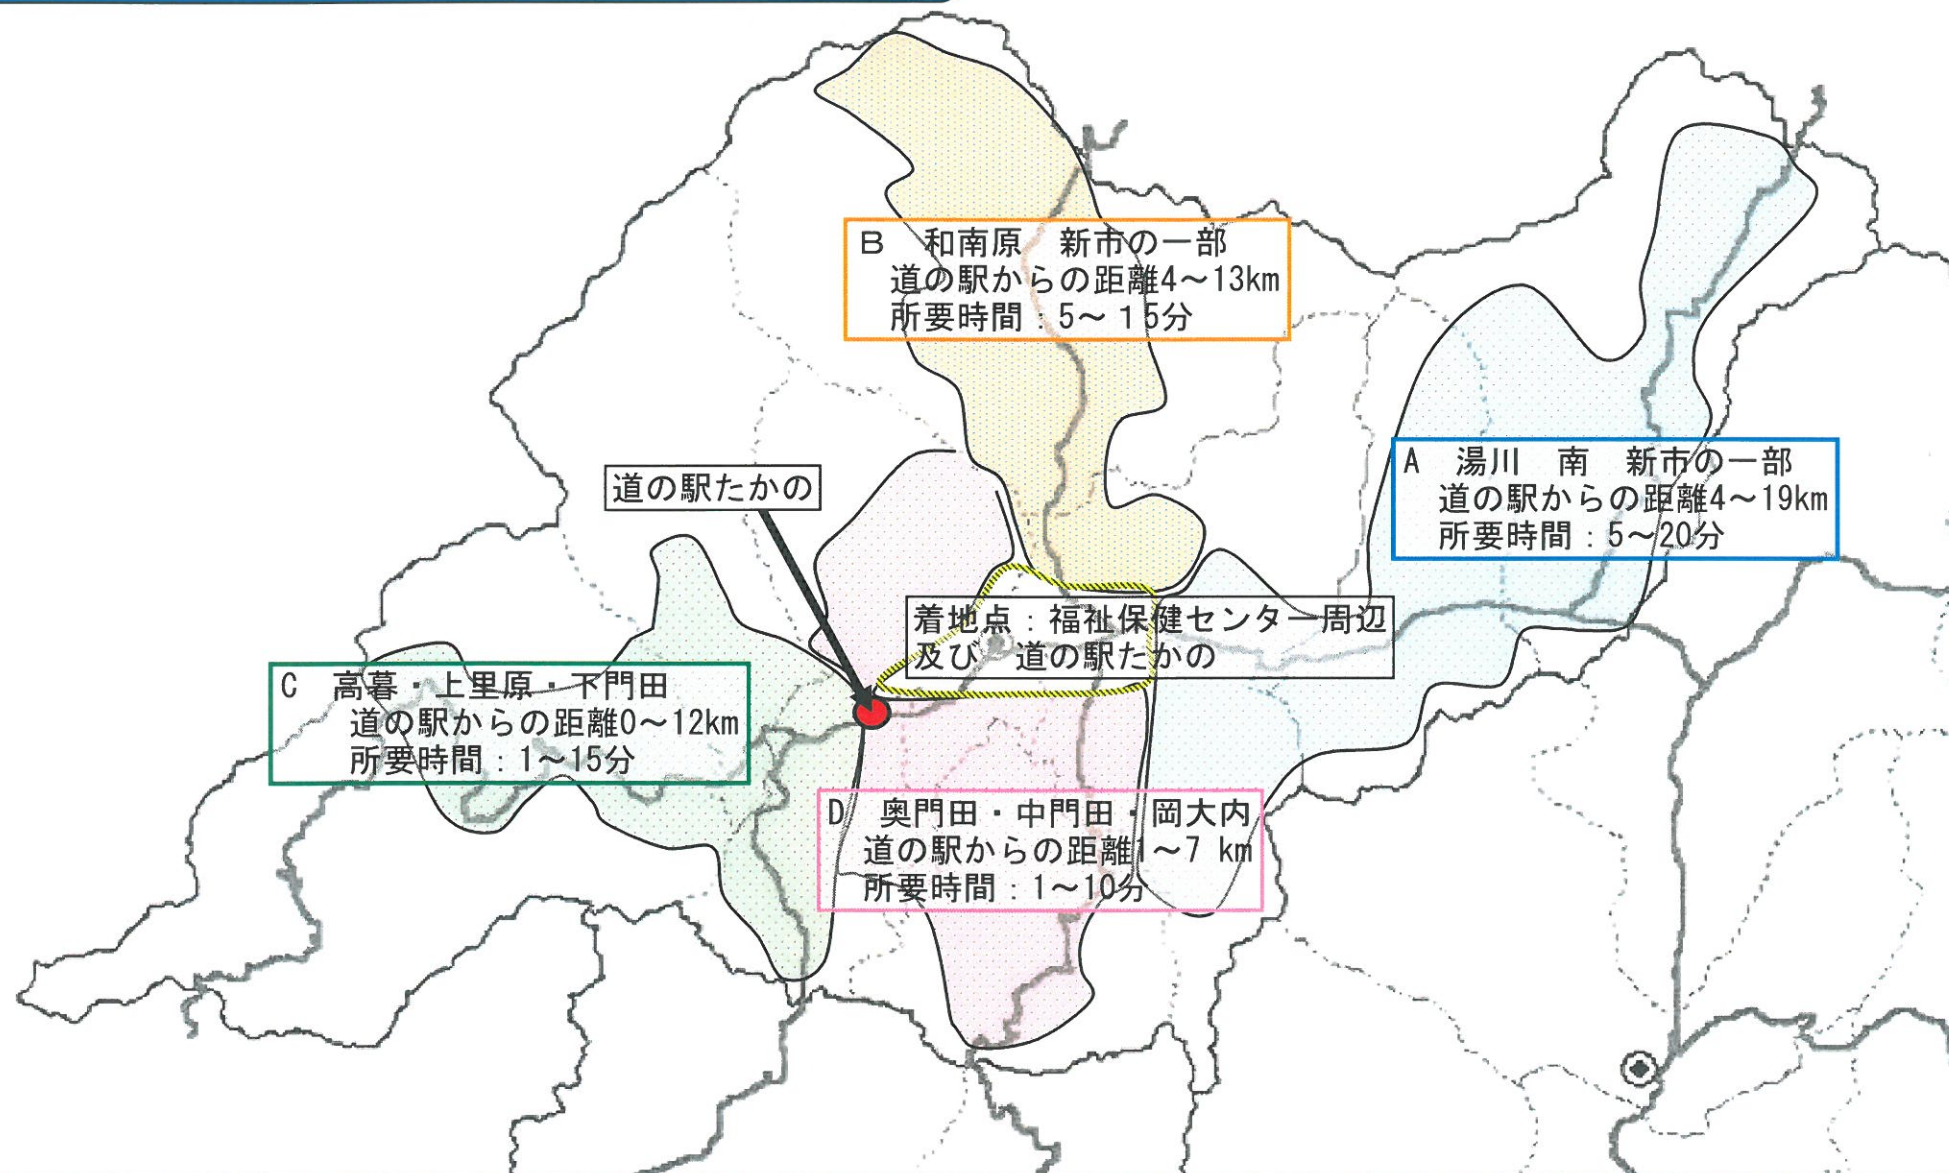 B　和南原　新市の一部
道の駅からの距離4～13km
所要時間：5～１5分
A　湯川　南　新市の一部
道の駅からの距離4～19km
所要時間：5～20分
道の駅たかの
着地点：福祉保健センター周辺
及び　道の駅たかの
C　高暮・上里原・下門田
道の駅からの距離0～12km
所要時間：1～15分
D　奥門田・中門田・岡大内
道の駅からの距離1～7 km
所要時間：1～10分